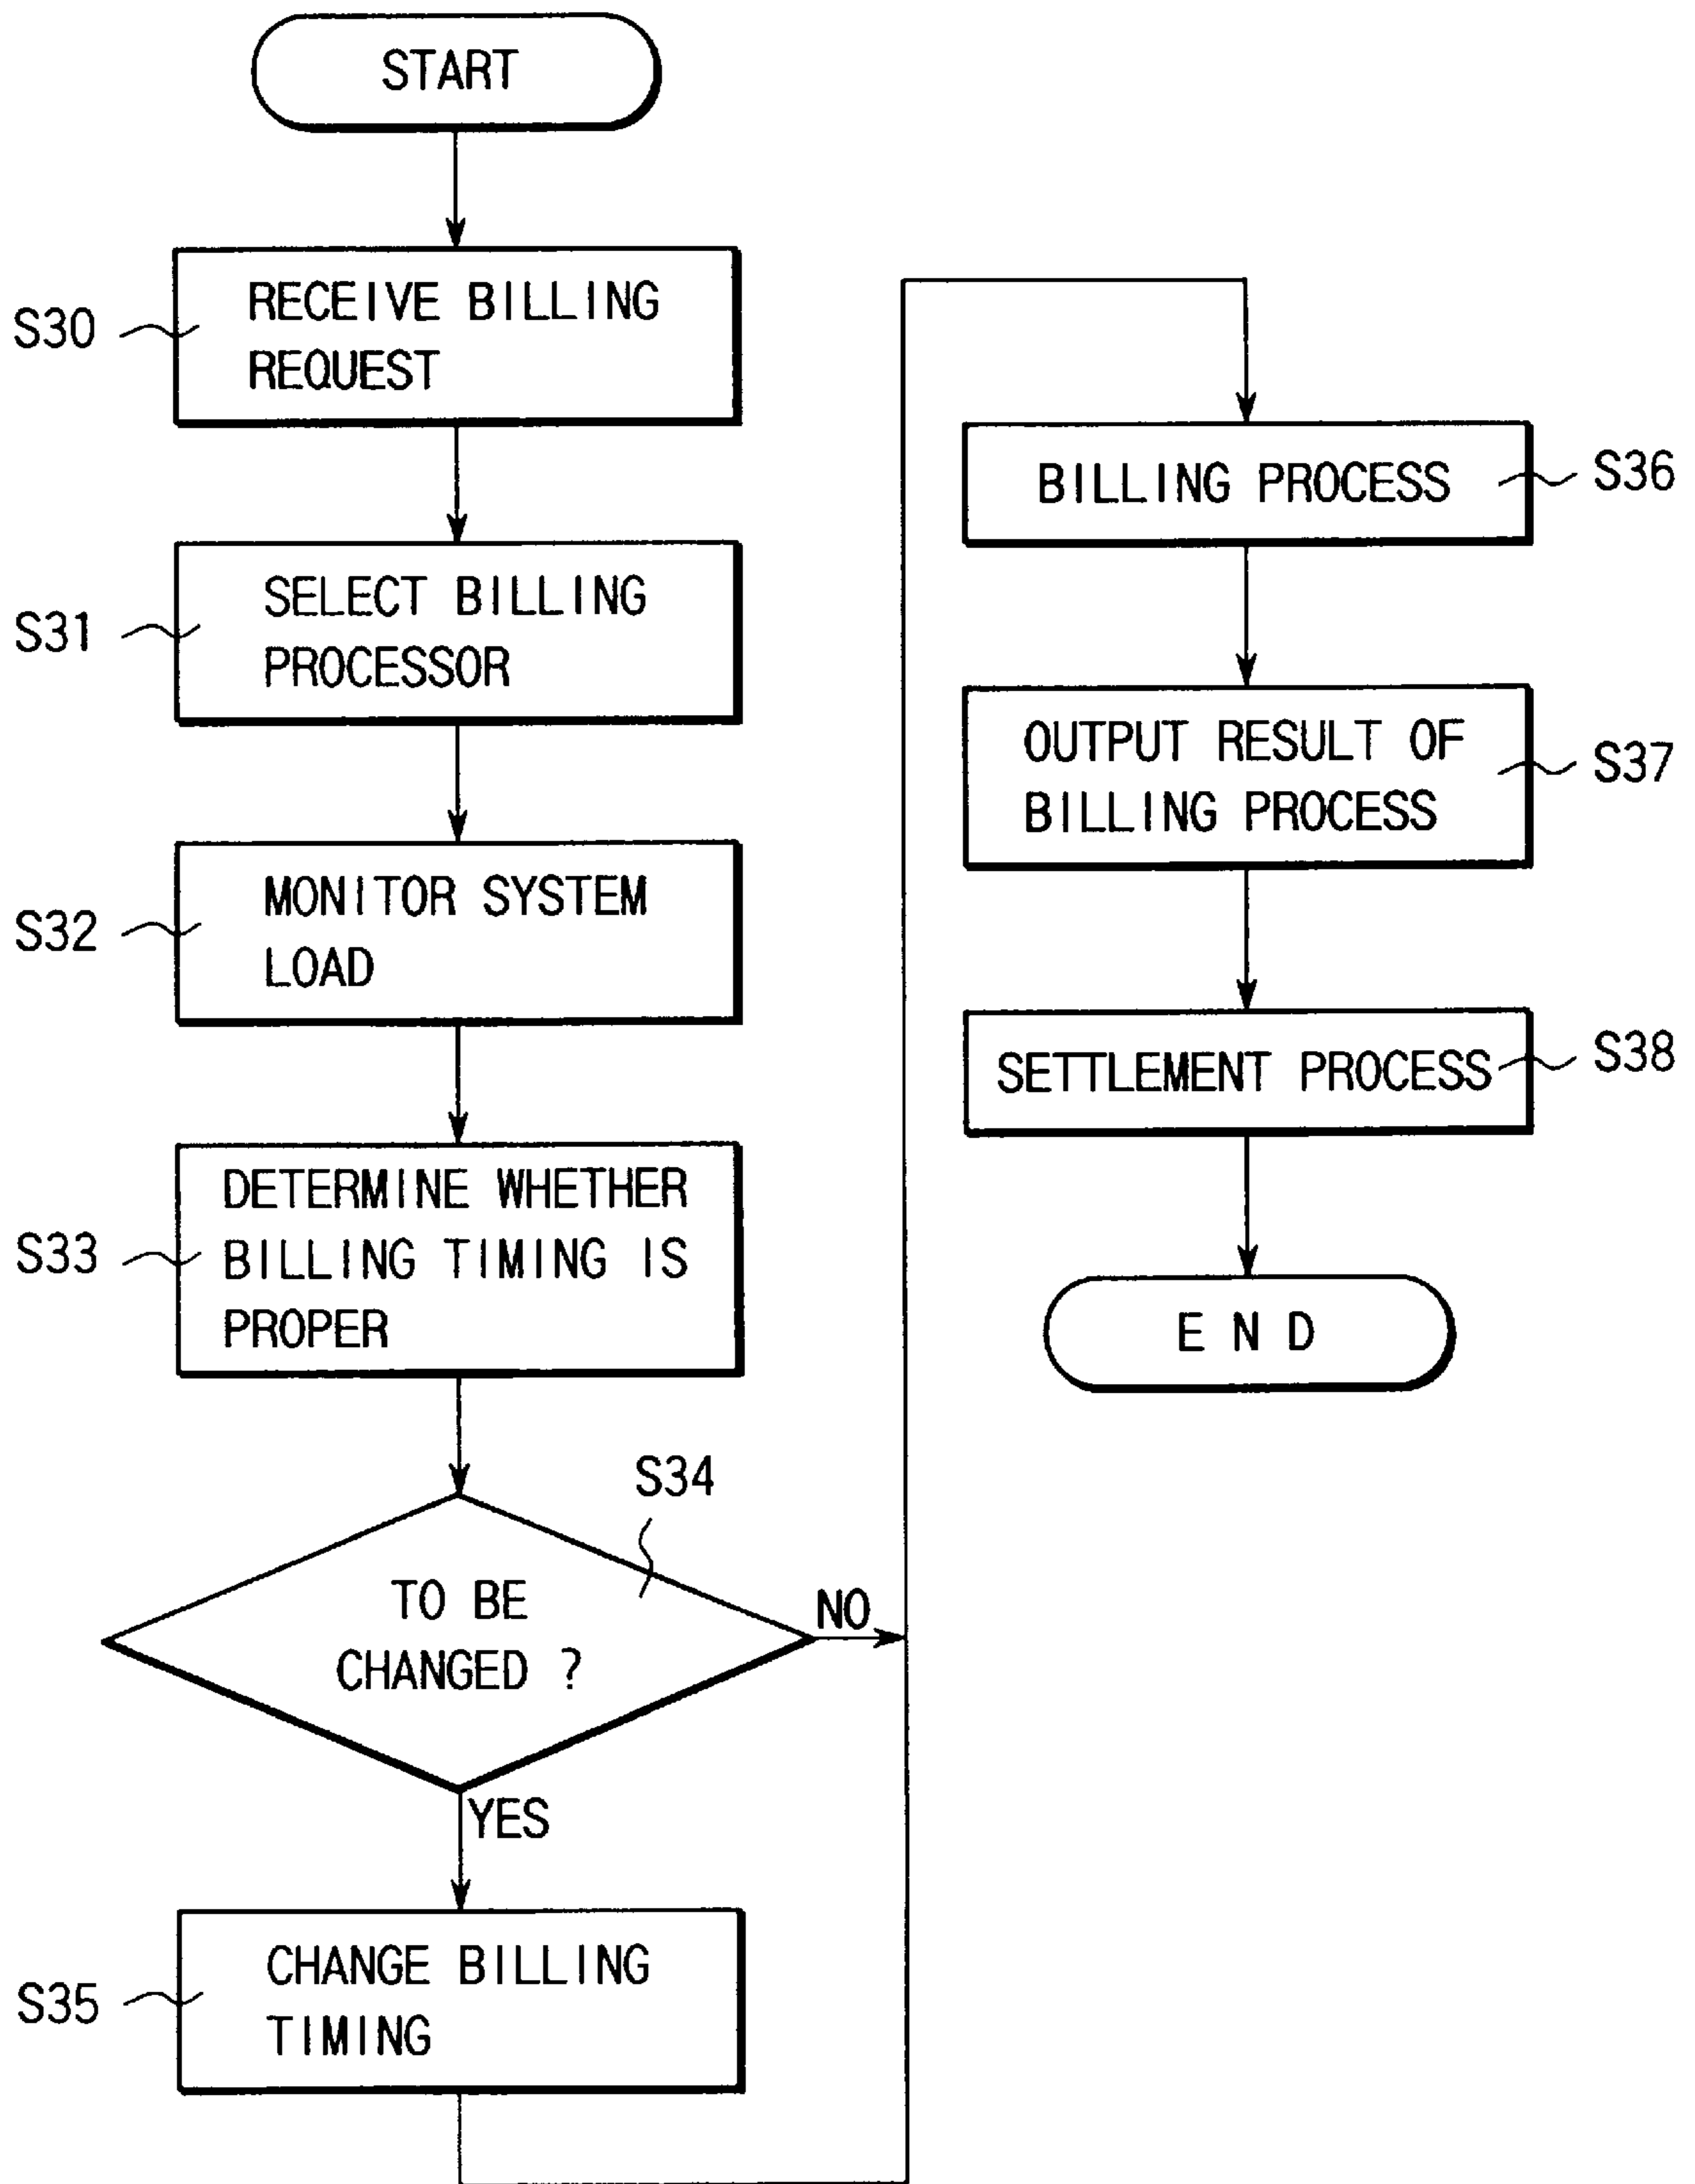 START
S30
RECEIVE BILLING
REQUEST
S31
SELECT BILLING
PROCESSOR
S32
MONITOR SYSTEM
LOAD
S33
DETERMINE WHETHER
BILLING TIMING IS
PROPER
S34
TO BE
CHANGED ?
NO
YES
S35
CHANGE BILLING
TIMING
BILLING PROCESS
S36
OUTPUT RESULT OF
BILLING PROCESS
S37
SETTLEMENT PROCESS
S38
END